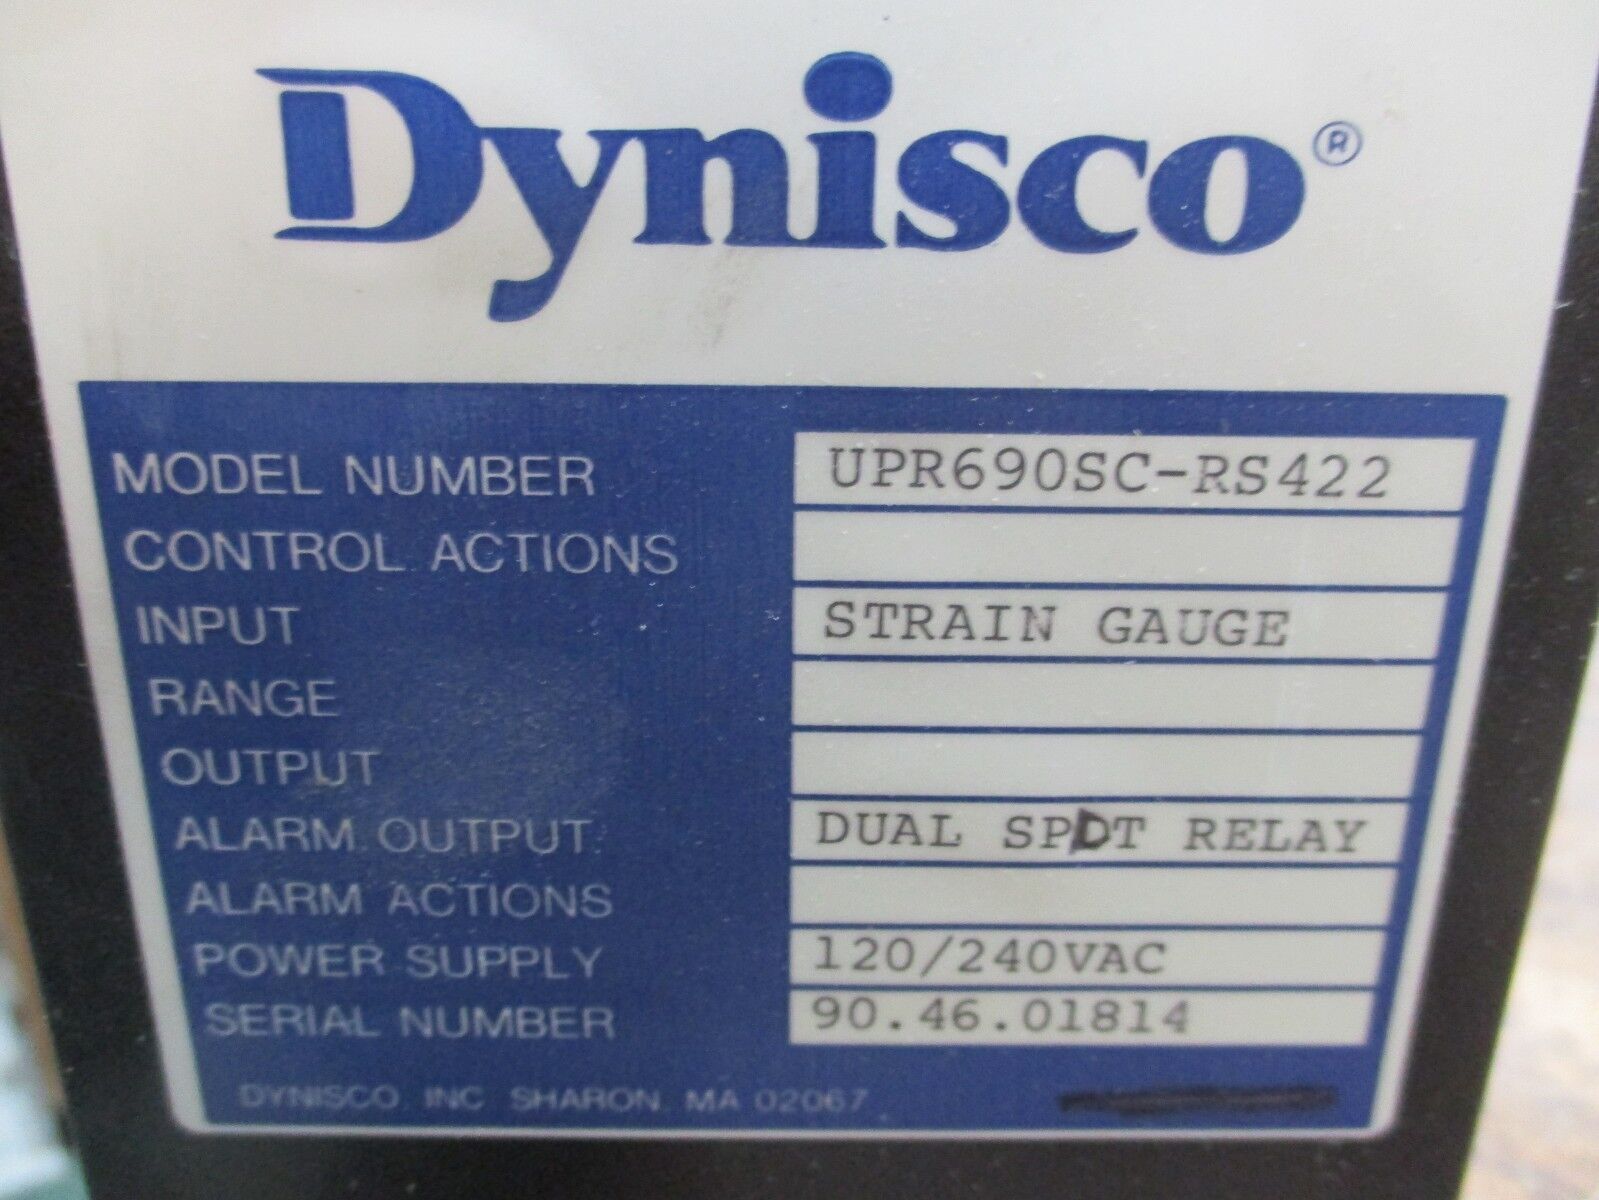 Dynisco®
MODEL NUMBER UPR690SC-RS422
CONTROL ACTIONS
INPUT STRAIN GAUGE
RANGE
OUTPUT
ALARM OUTPUT DUAL SPDT RELAY
ALARM ACTIONS
POWER SUPPLY 120/240VAC
SERIAL NUMBER 90.46.01814
DYNISCO, INC. SHARON, MA 02067